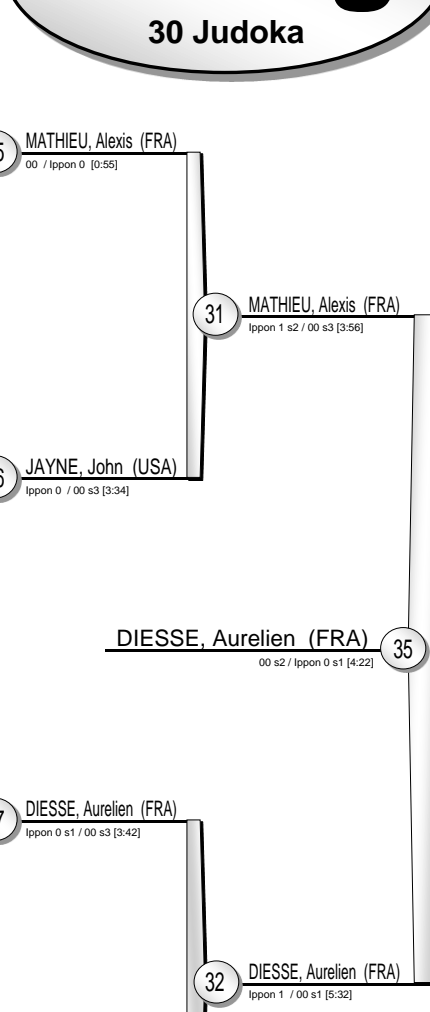 30 Judoka
5 MATHIEU, Alexis (FRA)
00 / Ippon 0 [0:55]
31 MATHIEU, Alexis (FRA)
Ippon 1 s2 / 00 s3 [3:56]
6 JAYNE, John (USA)
Ippon 0 / 00 s3 [3:34]
DIESSE, Aurelien (FRA) 35
00 s2 / Ippon 0 s1 [4:22]
7 DIESSE, Aurelien (FRA)
Ippon 0 s1 / 00 s3 [3:42]
32 DIESSE, Aurelien (FRA)
Ippon 1 / 00 s1 [5:32]